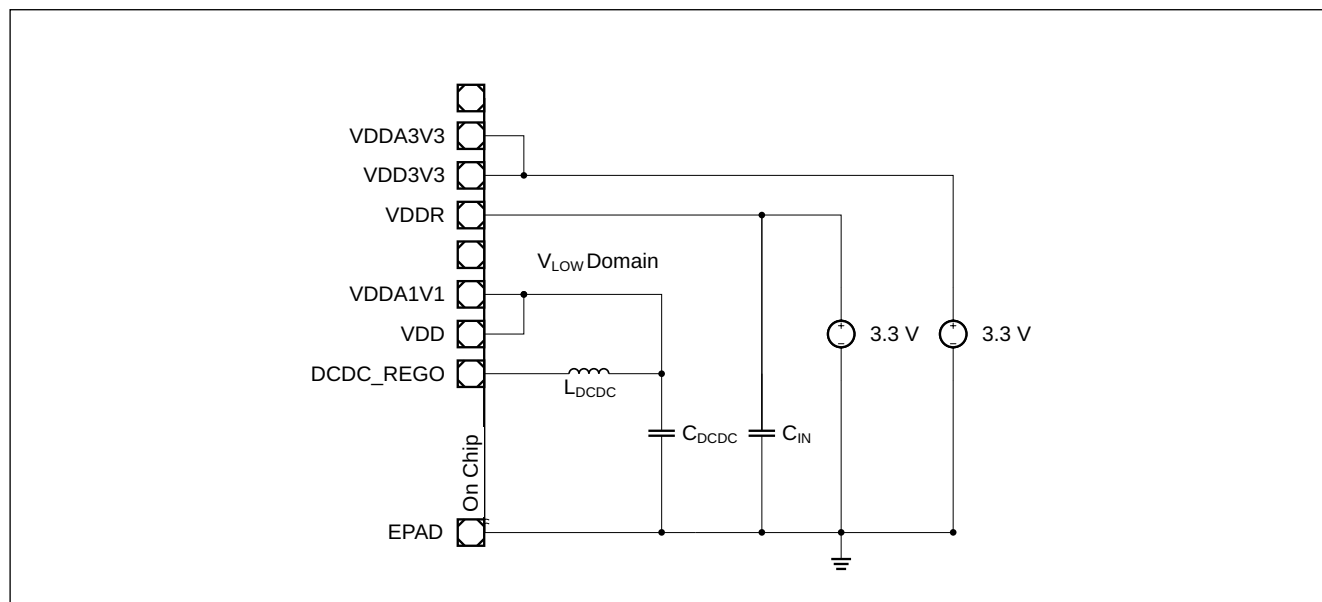 VDDA3V3
VDD3V3
VDDR
VLOW Domain
VDDA1V1
VDD
3.3 V
3.3 V
DCDC_REGO
LDCDC
CDCDC
CIN
On Chip
EPAD